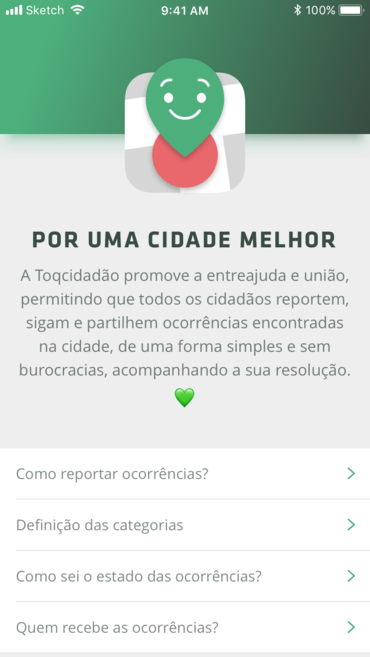 Sketch 9:41 AM 100%
POR UMA CIDADE MELHOR
A Toqcidadão promove a entreajuda e união,
permitindo que todos os cidadãos reportem,
sigam e partilhem ocorrências encontradas
na cidade, de uma forma simples e sem
burocracias, acompanhando a sua resolução.
💚
Como reportar ocorrências?
Definição das categorias
Como sei o estado das ocorrências?
Quem recebe as ocorrências?